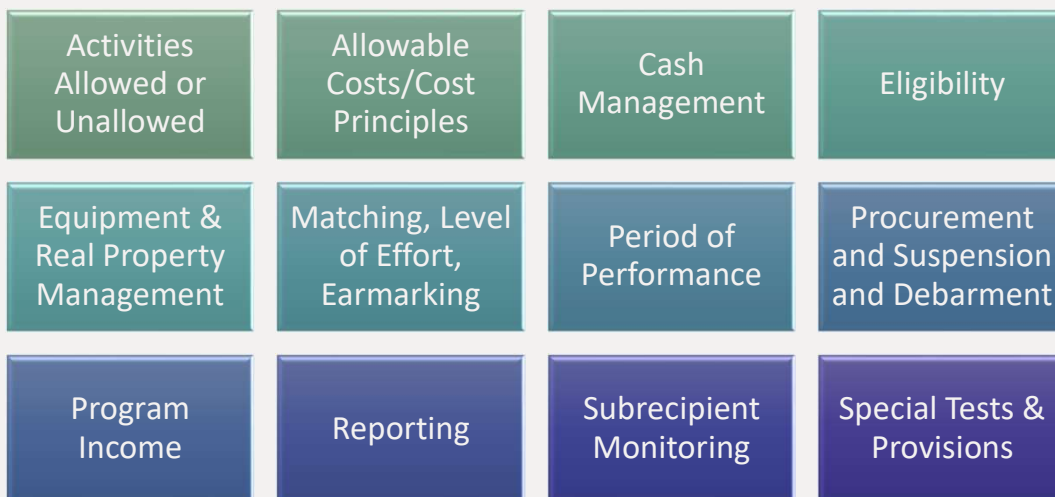 Activities
Allowed or
Unallowed
Allowable
Costs/Cost
Principles
Cash
Management
Eligibility
Equipment &
Real Property
Management
Matching, Level
of Effort,
Earmarking
Period of
Performance
Procurement
and Suspension
and Debarment
Program
Income
Reporting
Subrecipient
Monitoring
Special Tests &
Provisions